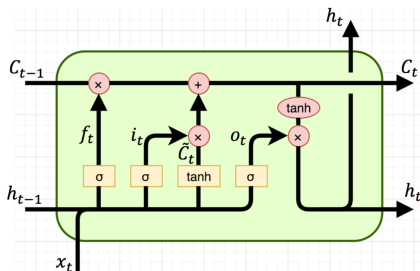 h_t
C_{t-1} × + C_t
tanh
f_t i_t × o_t ×
C̃_t
σ σ tanh σ
h_{t-1} h_t
x_t